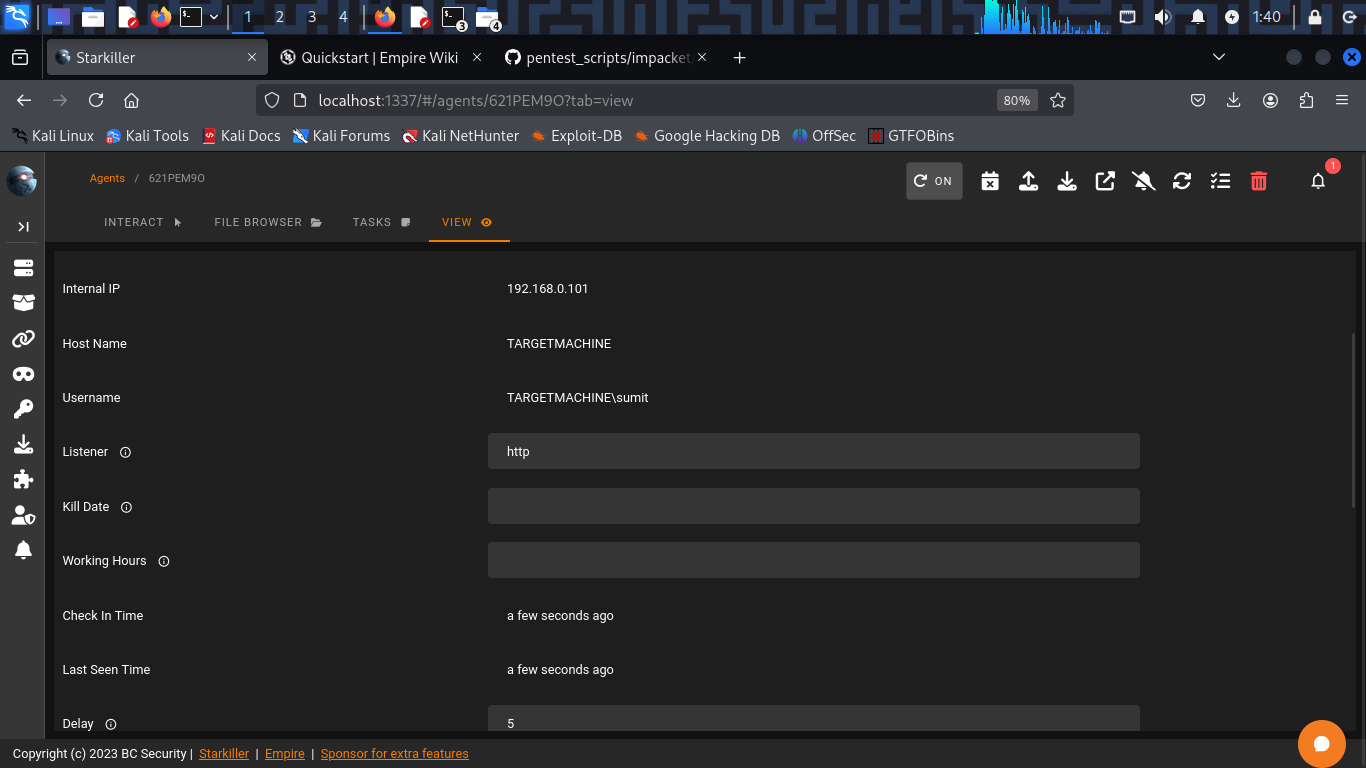 1 2 3 4 3 4 1:40
Starkiller Quickstart | Empire Wiki pentest_scripts/impacket
localhost:1337/#/agents/621PEM9O?tab=view 80%
Kali Linux Kali Tools Kali Docs Kali Forums Kali NetHunter Exploit-DB Google Hacking DB OffSec GTFOBins
Agents / 621PEM9O ON 1
INTERACT FILE BROWSER TASKS VIEW
Internal IP 192.168.0.101
Host Name TARGETMACHINE
Username TARGETMACHINE\sumit
Listener http
Kill Date
Working Hours
Check In Time a few seconds ago
Last Seen Time a few seconds ago
Delay 5
Copyright (c) 2023 BC Security | Starkiller | Empire | Sponsor for extra features